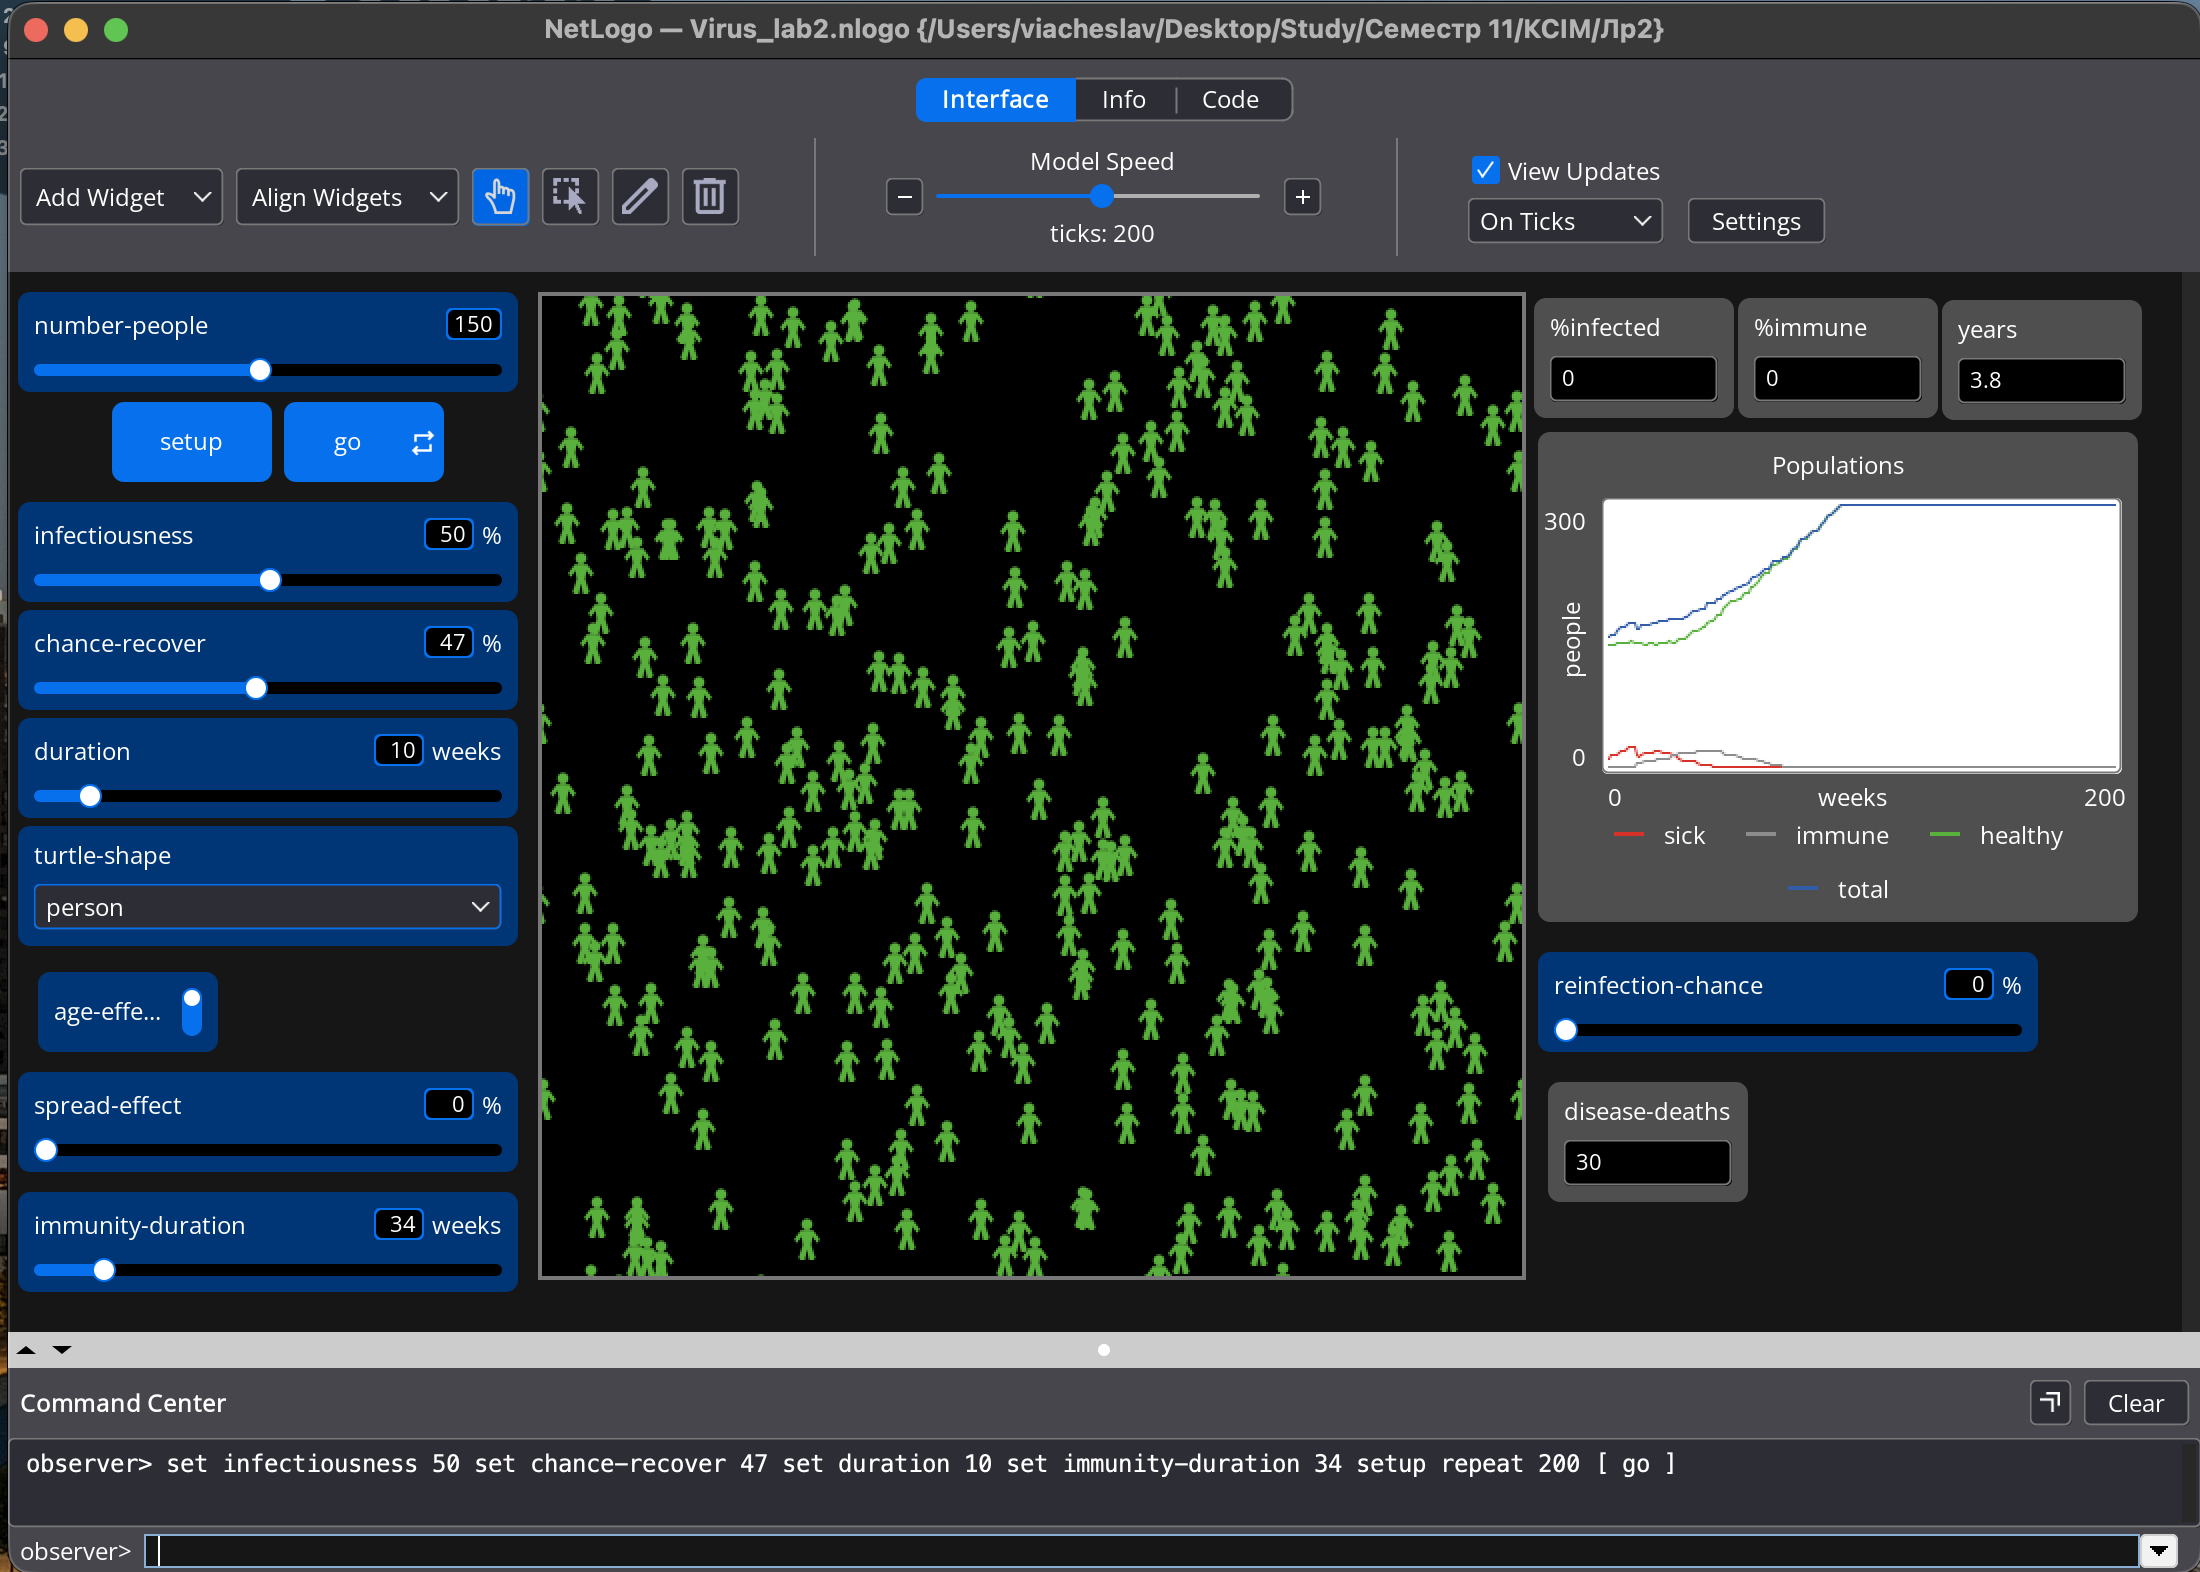 NetLogo — Virus_lab2.nlogo {/Users/viacheslav/Desktop/Study/Семестр 11/КСІМ/Лр2}
Interface Info Code
Add Widget Align Widgets
Model Speed
ticks: 200
View Updates
On Ticks Settings
number-people 150
setup go
infectiousness 50 %
chance-recover 47 %
duration 10 weeks
turtle-shape
person
age-effe...
spread-effect 0 %
immunity-duration 34 weeks
%infected
0
%immune
0
years
3.8
Populations
300
people
0
0 weeks 200
sick immune healthy
total
reinfection-chance 0 %
disease-deaths
30
Command Center
Clear
observer> set infectiousness 50 set chance-recover 47 set duration 10 set immunity-duration 34 setup repeat 200 [ go ]
observer>